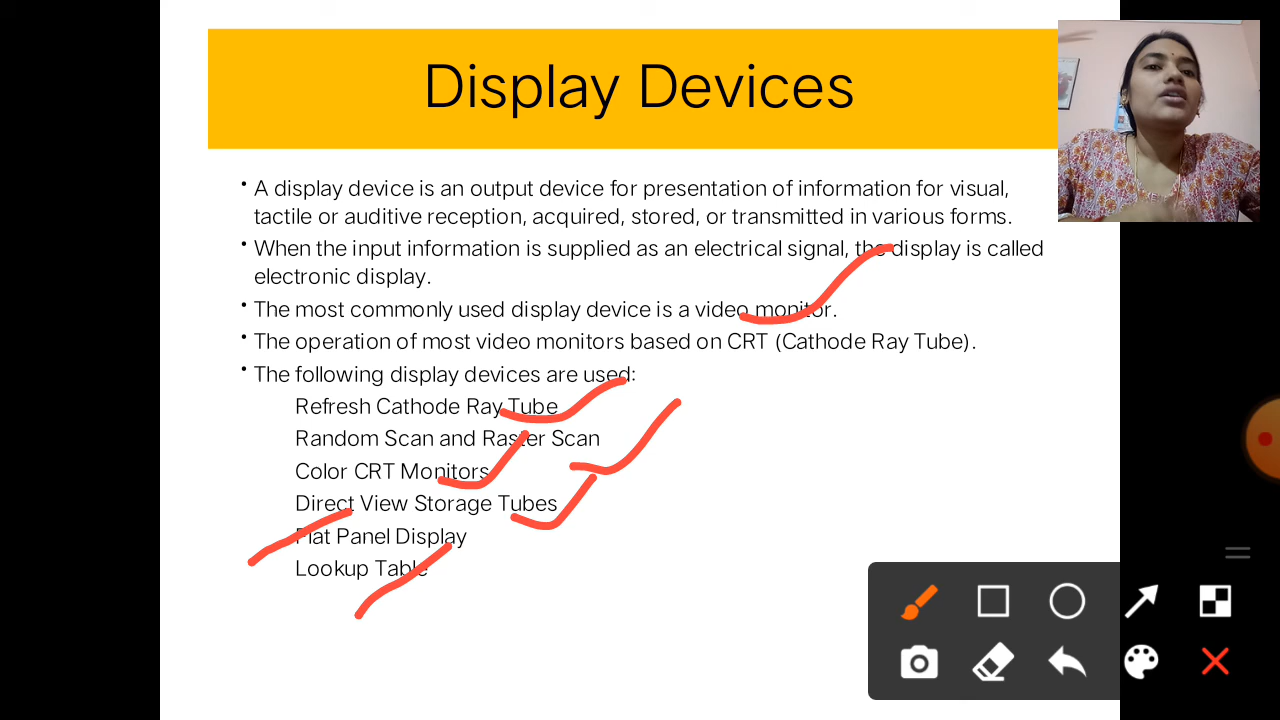 Display Devices
• A display device is an output device for presentation of information for visual,
tactile or auditive reception, acquired, stored, or transmitted in various forms.
• When the input information is supplied as an electrical signal, the display is called
electronic display.
• The most commonly used display device is a video monitor.
• The operation of most video monitors based on CRT (Cathode Ray Tube).
• The following display devices are used:
Refresh Cathode Ray Tube
Random Scan and Raster Scan
Color CRT Monitors
Direct View Storage Tubes
Flat Panel Display
Lookup Table